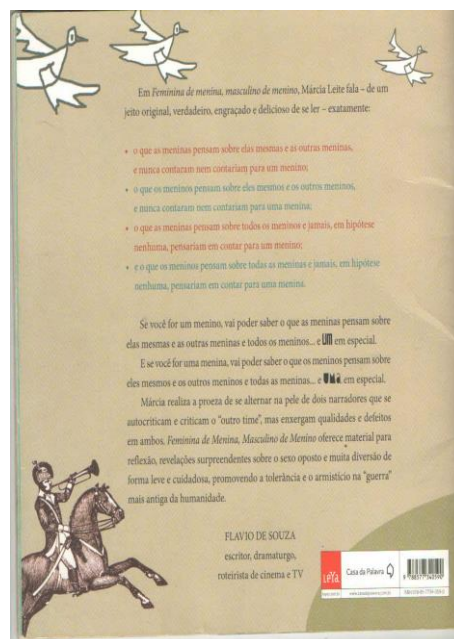 Em Feminina de menina, masculino de menino, Márcia Leite fala – de um
jeito original, verdadeiro, engraçado e delicioso de se ler – exatamente:
• o que as meninas pensam sobre elas mesmas e as outras meninas,
e nunca contaram nem contariam para um menino;
• o que os meninos pensam sobre eles mesmos e os outros meninos,
e nunca contaram nem contariam para uma menina;
• o que as meninas pensam sobre todos os meninos e jamais, em hipótese
nenhuma, pensariam em contar para um menino;
• e o que os meninos pensam sobre todas as meninas e jamais, em hipótese
nenhuma, pensariam em contar para uma menina.
Se você for um menino, vai poder saber o que as meninas pensam sobre
elas mesmas e as outras meninas e todos os meninos... e UM em especial.
E se você for uma menina, vai poder saber o que os meninos pensam sobre
eles mesmos e os outros meninos e todas as meninas... e UMA em especial.
Márcia realiza a proeza de se alternar na pele de dois narradores que se
autocriticam e criticam o "outro time", mas enxergam qualidades e defeitos
em ambos. Feminina de Menina, Masculino de Menino oferece material para
reflexão, revelações surpreendentes sobre o sexo oposto e muita diversão de
forma leve e cuidadosa, promovendo a tolerância e o armistício na "guerra"
mais antiga da humanidade.
FLAVIO DE SOUZA
escritor, dramaturgo,
roteirista de cinema e TV
LeYa
Casa da Palavra